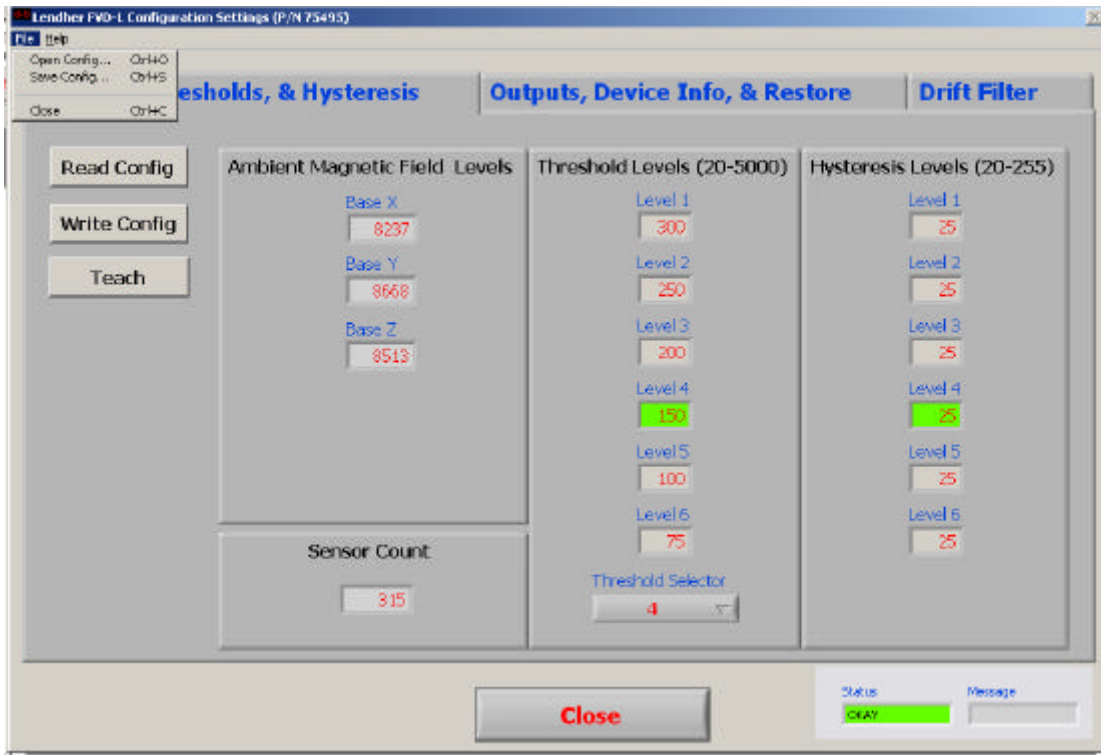 Lendher FVD-L Configuration Settings (P/N 75495)
File Help
Open Config... Ctrl+O
Save Config... Ctrl+S
Close Ctrl+C
esholds, & Hysteresis
Outputs, Device Info, & Restore
Drift Filter
Read Config
Write Config
Teach
Ambient Magnetic Field Levels
Base X
8237
Base Y
8668
Base Z
8513
Sensor Count
315
Threshold Levels (20-5000)
Level 1
300
Level 2
250
Level 3
200
Level 4
150
Level 5
100
Level 6
75
Threshold Selector
4
Hysteresis Levels (20-255)
Level 1
25
Level 2
25
Level 3
25
Level 4
25
Level 5
25
Level 6
25
Close
Status
OKAY
Message